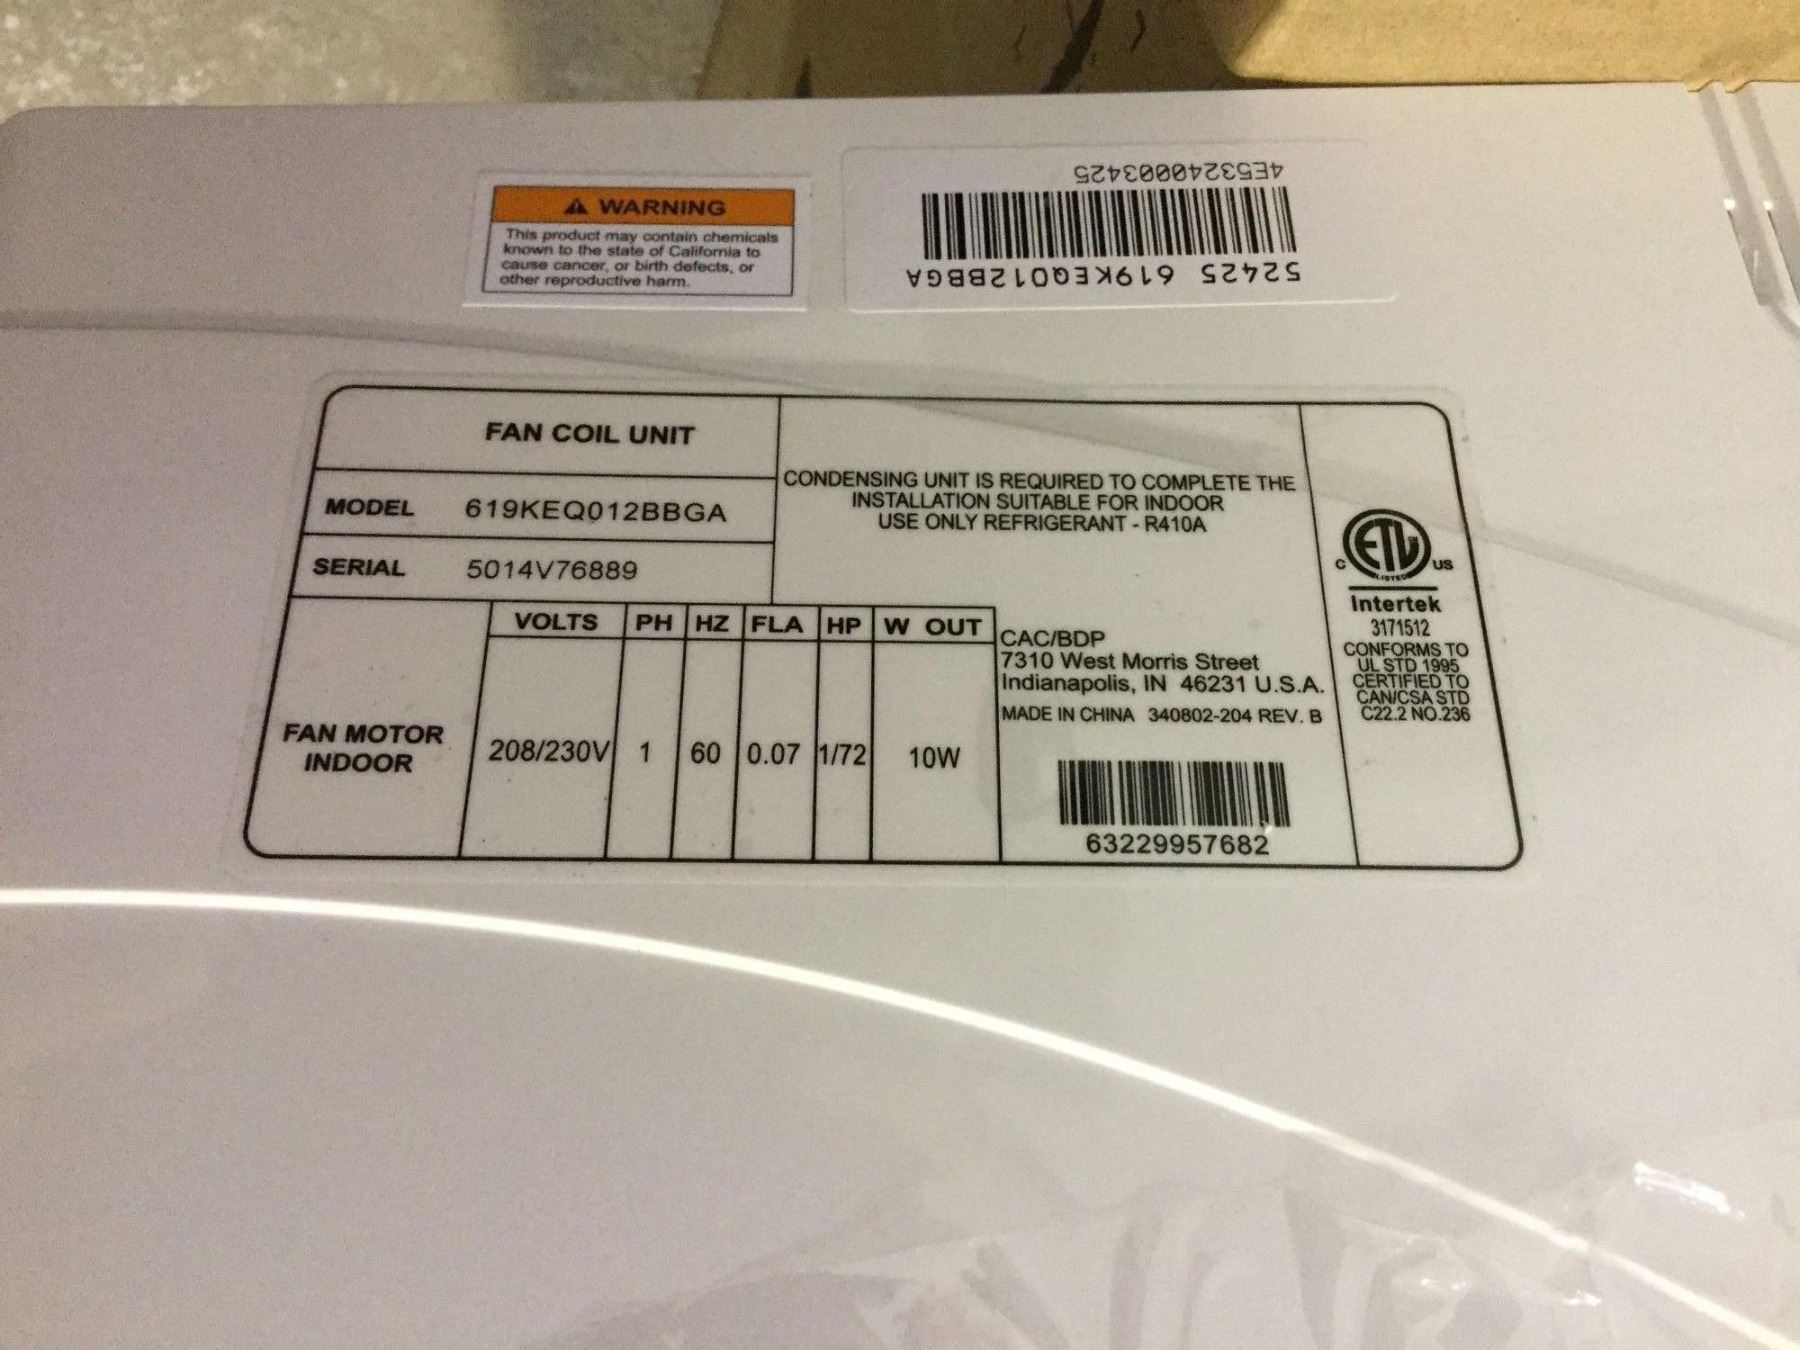 WARNING
This product may contain chemicals
known to the state of California to
cause cancer, or birth defects, or
other reproductive harm.
52425 619KEQ012BBGA
4E53240003425
FAN COIL UNIT
MODEL 619KEQ012BBGA
SERIAL 5014V76889
CONDENSING UNIT IS REQUIRED TO COMPLETE THE
INSTALLATION SUITABLE FOR INDOOR
USE ONLY REFRIGERANT - R410A
VOLTS PH HZ FLA HP W OUT
FAN MOTOR
INDOOR
208/230V 1 60 0.07 1/72 10W
CAC/BDP
7310 West Morris Street
Indianapolis, IN 46231 U.S.A.
MADE IN CHINA 340802-204 REV. B
63229957682
ETL
LISTED
C US
Intertek
3171512
CONFORMS TO
UL STD 1995
CERTIFIED TO
CAN/CSA STD
C22.2 NO.236